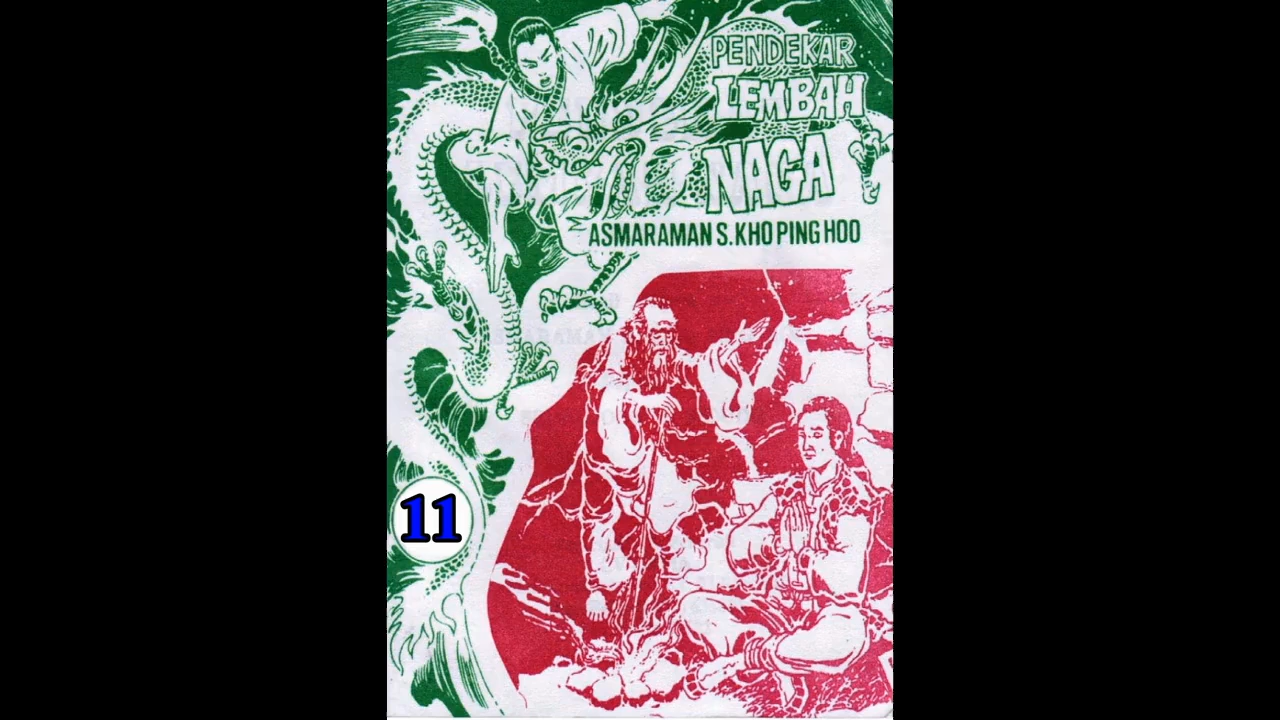 PENDEKAR
LEMBAH
NAGA
ASMARAMAN S. KHO PING HOO
11